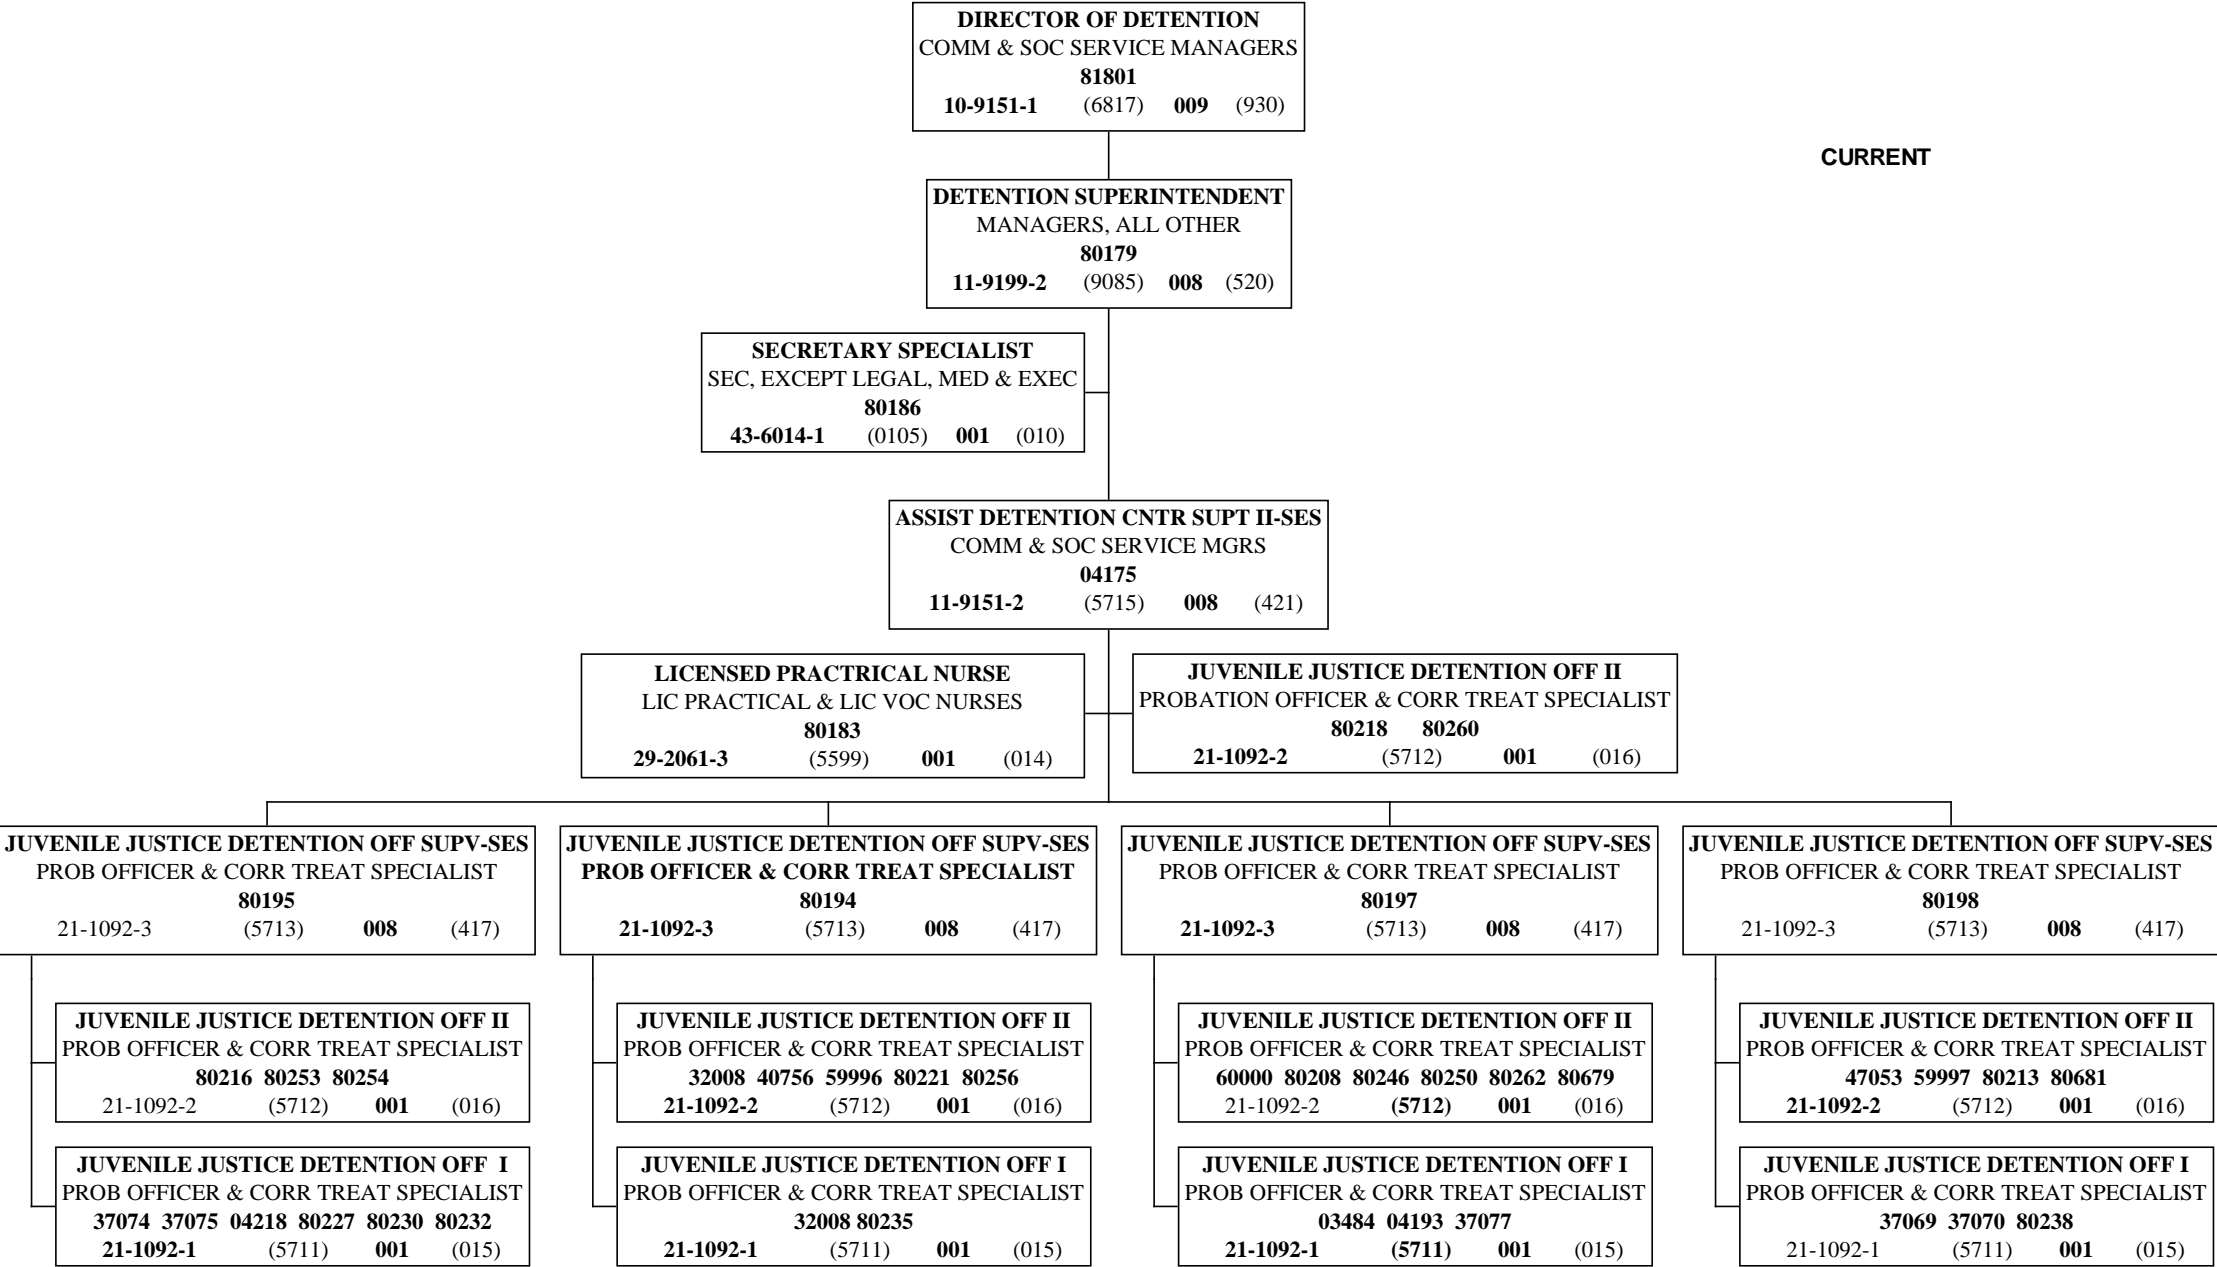 DIRECTOR OF DETENTION
COMM & SOC SERVICE MANAGERS
81801
10-9151-1 (6817) 009 (930)
CURRENT
DETENTION SUPERINTENDENT
MANAGERS, ALL OTHER
80179
11-9199-2 (9085) 008 (520)
SECRETARY SPECIALIST
SEC, EXCEPT LEGAL, MED & EXEC
80186
43-6014-1 (0105) 001 (010)
ASSIST DETENTION CNTR SUPT II-SES
COMM & SOC SERVICE MGRS
04175
11-9151-2 (5715) 008 (421)
LICENSED PRACTRICAL NURSE
LIC PRACTICAL & LIC VOC NURSES
80183
29-2061-3 (5599) 001 (014)
JUVENILE JUSTICE DETENTION OFF II
PROBATION OFFICER & CORR TREAT SPECIALIST
80218 80260
21-1092-2 (5712) 001 (016)
JUVENILE JUSTICE DETENTION OFF SUPV-SES
PROB OFFICER & CORR TREAT SPECIALIST
80195
21-1092-3 (5713) 008 (417)
JUVENILE JUSTICE DETENTION OFF II
PROB OFFICER & CORR TREAT SPECIALIST
80216 80253 80254
21-1092-2 (5712) 001 (016)
JUVENILE JUSTICE DETENTION OFF I
PROB OFFICER & CORR TREAT SPECIALIST
37074 37075 04218 80227 80230 80232
21-1092-1 (5711) 001 (015)
JUVENILE JUSTICE DETENTION OFF SUPV-SES
PROB OFFICER & CORR TREAT SPECIALIST
80194
21-1092-3 (5713) 008 (417)
JUVENILE JUSTICE DETENTION OFF II
PROB OFFICER & CORR TREAT SPECIALIST
32008 40756 59996 80221 80256
21-1092-2 (5712) 001 (016)
JUVENILE JUSTICE DETENTION OFF I
PROB OFFICER & CORR TREAT SPECIALIST
32008 80235
21-1092-1 (5711) 001 (015)
JUVENILE JUSTICE DETENTION OFF SUPV-SES
PROB OFFICER & CORR TREAT SPECIALIST
80197
21-1092-3 (5713) 008 (417)
JUVENILE JUSTICE DETENTION OFF II
PROB OFFICER & CORR TREAT SPECIALIST
60000 80208 80246 80250 80262 80679
21-1092-2 (5712) 001 (016)
JUVENILE JUSTICE DETENTION OFF I
PROB OFFICER & CORR TREAT SPECIALIST
03484 04193 37077
21-1092-1 (5711) 001 (015)
JUVENILE JUSTICE DETENTION OFF SUPV-SES
PROB OFFICER & CORR TREAT SPECIALIST
80198
21-1092-3 (5713) 008 (417)
JUVENILE JUSTICE DETENTION OFF II
PROB OFFICER & CORR TREAT SPECIALIST
47053 59997 80213 80681
21-1092-2 (5712) 001 (016)
JUVENILE JUSTICE DETENTION OFF I
PROB OFFICER & CORR TREAT SPECIALIST
37069 37070 80238
21-1092-1 (5711) 001 (015)